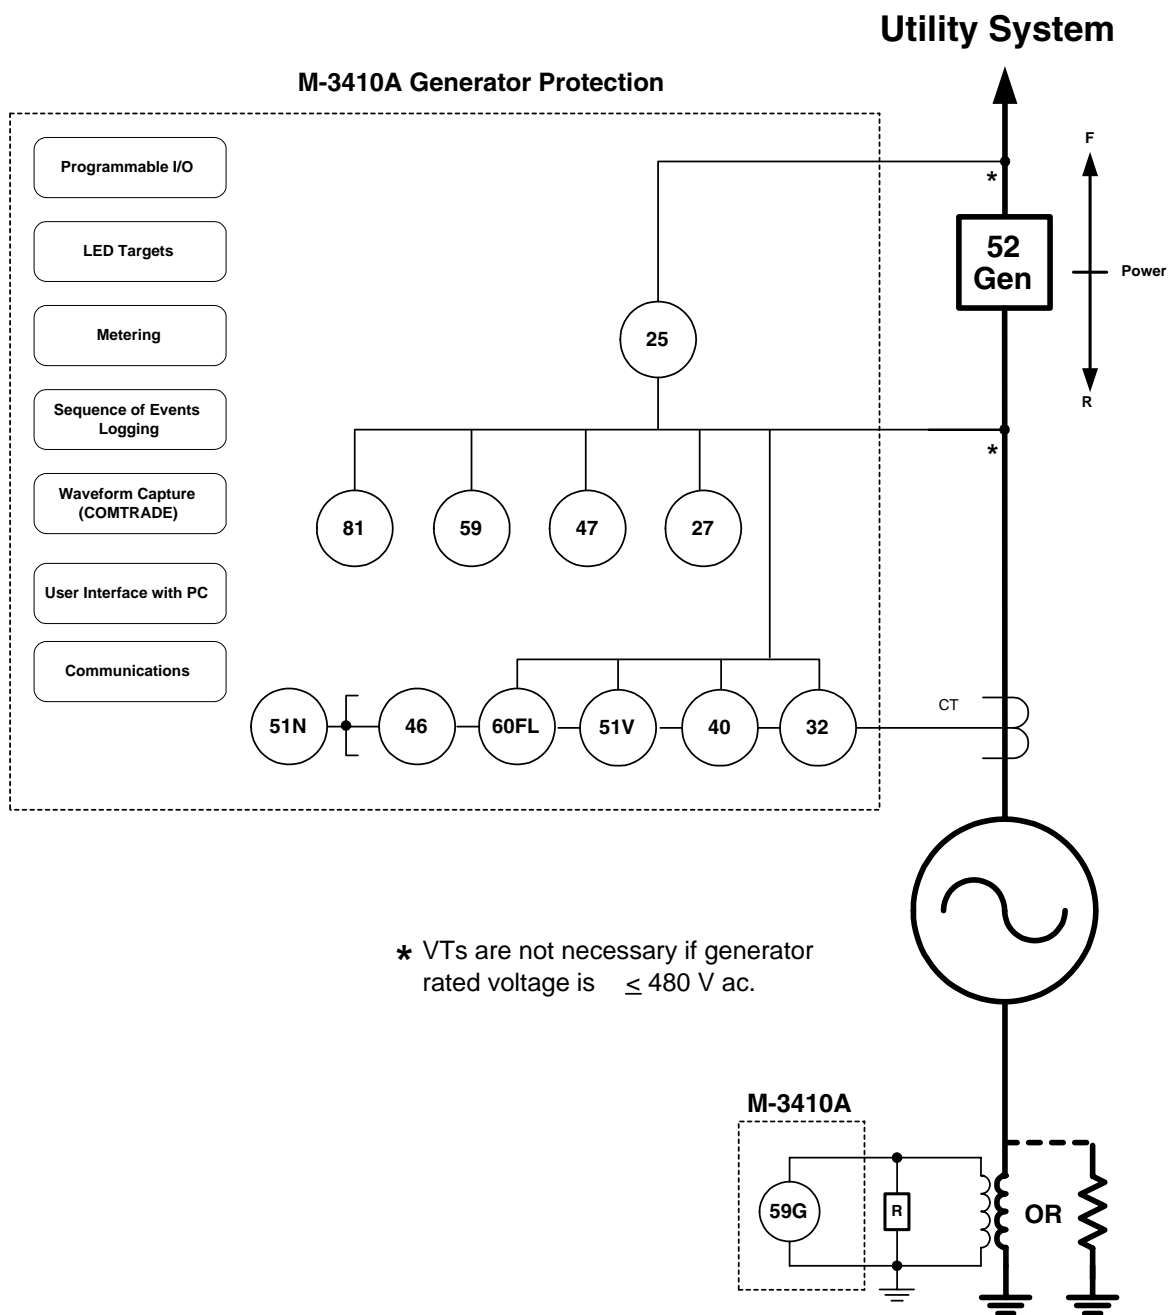 Utility System
M-3410A Generator Protection
Programmable I/O
LED Targets
Metering
Sequence of Events
Logging
Waveform Capture
(COMTRADE)
User Interface with PC
Communications
F
*
52
Gen
Power
R
25
*
81
59
47
27
51N
46
60FL
51V
40
32
CT
* VTs are not necessary if generator
rated voltage is ≤ 480 V ac.
M-3410A
59G
R
OR